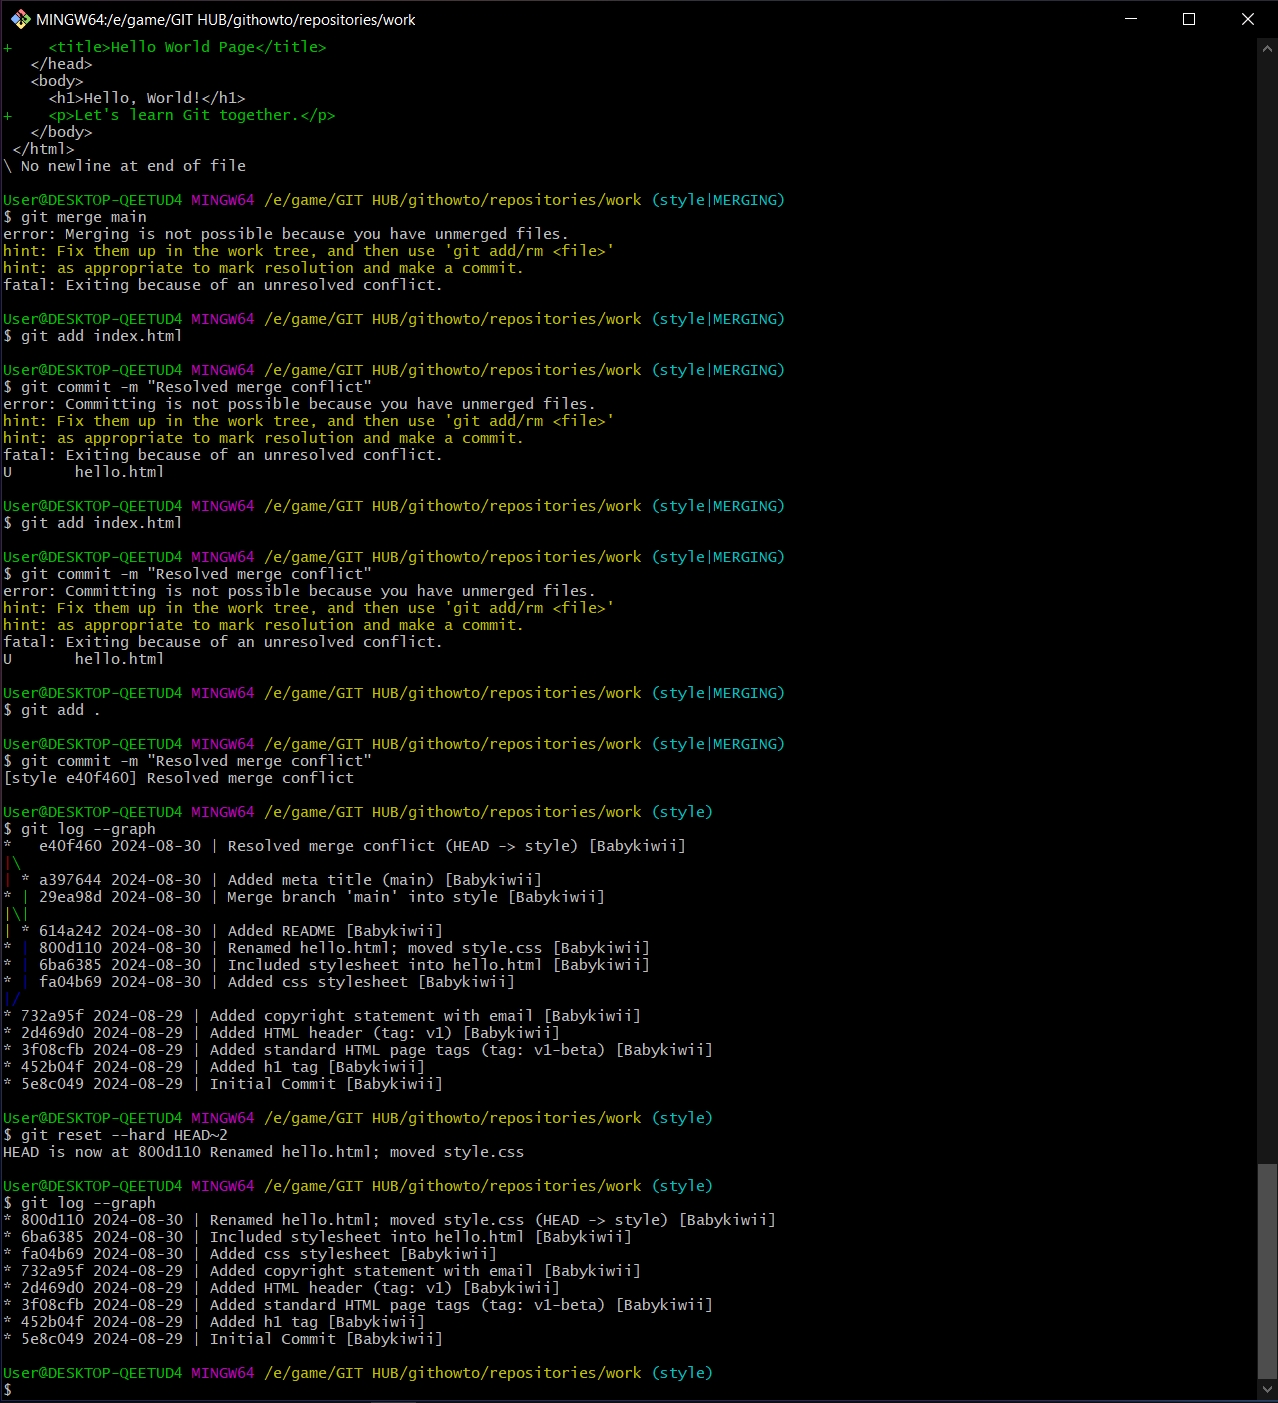 MINGW64:/e/game/GIT HUB/githowto/repositories/work
+    <title>Hello World Page</title>
   </head>
   <body>
     <h1>Hello, World!</h1>
+    <p>Let's learn Git together.</p>
   </body>
 </html>
\ No newline at end of file
User@DESKTOP-QEETUD4 MINGW64 /e/game/GIT HUB/githowto/repositories/work (style|MERGING)
$ git merge main
error: Merging is not possible because you have unmerged files.
hint: Fix them up in the work tree, and then use 'git add/rm <file>'
hint: as appropriate to mark resolution and make a commit.
fatal: Exiting because of an unresolved conflict.
User@DESKTOP-QEETUD4 MINGW64 /e/game/GIT HUB/githowto/repositories/work (style|MERGING)
$ git add index.html
User@DESKTOP-QEETUD4 MINGW64 /e/game/GIT HUB/githowto/repositories/work (style|MERGING)
$ git commit -m "Resolved merge conflict"
error: Committing is not possible because you have unmerged files.
hint: Fix them up in the work tree, and then use 'git add/rm <file>'
hint: as appropriate to mark resolution and make a commit.
fatal: Exiting because of an unresolved conflict.
U       hello.html
User@DESKTOP-QEETUD4 MINGW64 /e/game/GIT HUB/githowto/repositories/work (style|MERGING)
$ git add index.html
User@DESKTOP-QEETUD4 MINGW64 /e/game/GIT HUB/githowto/repositories/work (style|MERGING)
$ git commit -m "Resolved merge conflict"
error: Committing is not possible because you have unmerged files.
hint: Fix them up in the work tree, and then use 'git add/rm <file>'
hint: as appropriate to mark resolution and make a commit.
fatal: Exiting because of an unresolved conflict.
U       hello.html
User@DESKTOP-QEETUD4 MINGW64 /e/game/GIT HUB/githowto/repositories/work (style|MERGING)
$ git add .
User@DESKTOP-QEETUD4 MINGW64 /e/game/GIT HUB/githowto/repositories/work (style|MERGING)
$ git commit -m "Resolved merge conflict"
[style e40f460] Resolved merge conflict
User@DESKTOP-QEETUD4 MINGW64 /e/game/GIT HUB/githowto/repositories/work (style)
$ git log --graph
*   e40f460 2024-08-30 | Resolved merge conflict (HEAD -> style) [Babykiwii]
|\
| * a397644 2024-08-30 | Added meta title (main) [Babykiwii]
* | 29ea98d 2024-08-30 | Merge branch 'main' into style [Babykiwii]
|\|
| * 614a242 2024-08-30 | Added README [Babykiwii]
* | 800d110 2024-08-30 | Renamed hello.html; moved style.css [Babykiwii]
* | 6ba6385 2024-08-30 | Included stylesheet into hello.html [Babykiwii]
* | fa04b69 2024-08-30 | Added css stylesheet [Babykiwii]
|/
* 732a95f 2024-08-29 | Added copyright statement with email [Babykiwii]
* 2d469d0 2024-08-29 | Added HTML header (tag: v1) [Babykiwii]
* 3f08cfb 2024-08-29 | Added standard HTML page tags (tag: v1-beta) [Babykiwii]
* 452b04f 2024-08-29 | Added h1 tag [Babykiwii]
* 5e8c049 2024-08-29 | Initial Commit [Babykiwii]
User@DESKTOP-QEETUD4 MINGW64 /e/game/GIT HUB/githowto/repositories/work (style)
$ git reset --hard HEAD~2
HEAD is now at 800d110 Renamed hello.html; moved style.css
User@DESKTOP-QEETUD4 MINGW64 /e/game/GIT HUB/githowto/repositories/work (style)
$ git log --graph
* 800d110 2024-08-30 | Renamed hello.html; moved style.css (HEAD -> style) [Babykiwii]
* 6ba6385 2024-08-30 | Included stylesheet into hello.html [Babykiwii]
* fa04b69 2024-08-30 | Added css stylesheet [Babykiwii]
* 732a95f 2024-08-29 | Added copyright statement with email [Babykiwii]
* 2d469d0 2024-08-29 | Added HTML header (tag: v1) [Babykiwii]
* 3f08cfb 2024-08-29 | Added standard HTML page tags (tag: v1-beta) [Babykiwii]
* 452b04f 2024-08-29 | Added h1 tag [Babykiwii]
* 5e8c049 2024-08-29 | Initial Commit [Babykiwii]
User@DESKTOP-QEETUD4 MINGW64 /e/game/GIT HUB/githowto/repositories/work (style)
$